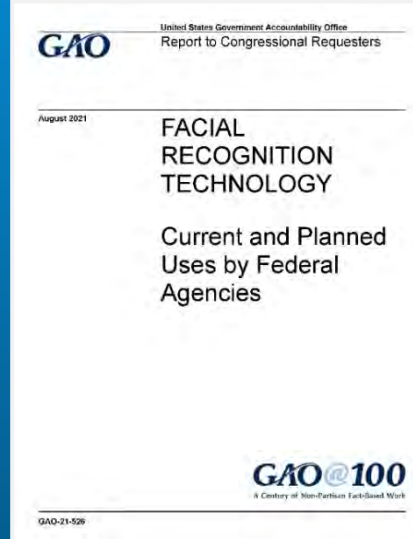 GAO
United States Government Accountability Office
Report to Congressional Requesters
August 2021
FACIAL
RECOGNITION
TECHNOLOGY
Current and Planned
Uses by Federal
Agencies
GAO@100
A Century of Non-Partisan Fact-Based Work
GAO-21-526